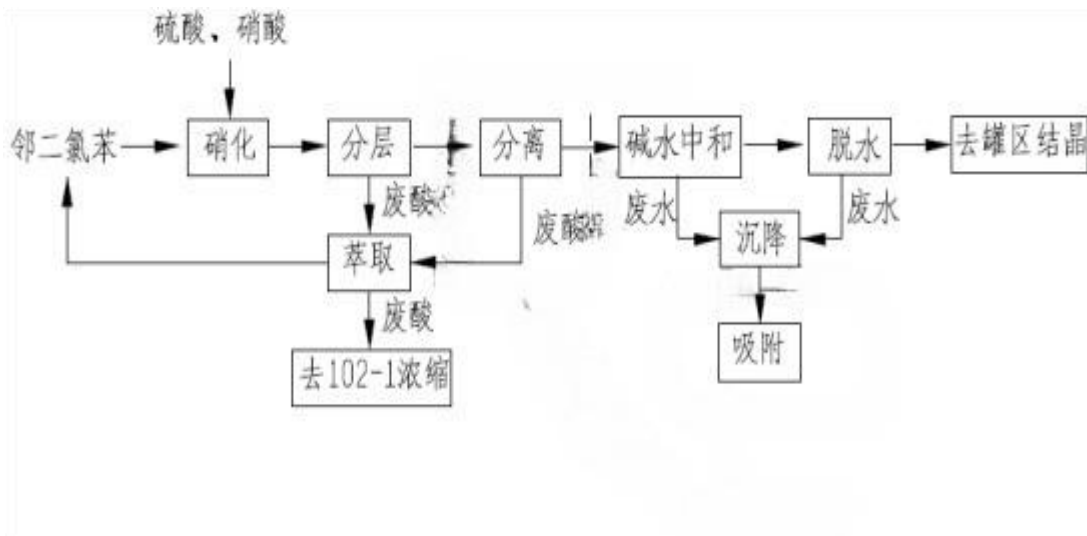 硫酸、硝酸
邻二氯苯
硝化
分层
分离
碱水中和
脱水
去罐区结晶
废酸
废酸
废水
废水
萃取
沉降
废酸
吸附
去102-1浓缩